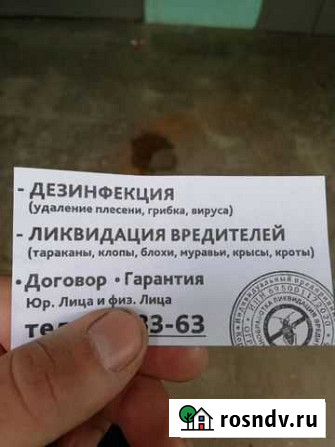 - ДЕЗИНФЕКЦИЯ
(удаление плесени, грибка, вируса)
- ЛИКВИДАЦИЯ ВРЕДИТЕЛЕЙ
(тараканы, клопы, блохи, муравьи, крысы, кроты)
• Договор • Гарантия
Юр. Лица и физ. Лица
тел 33-63
rosndv.ru